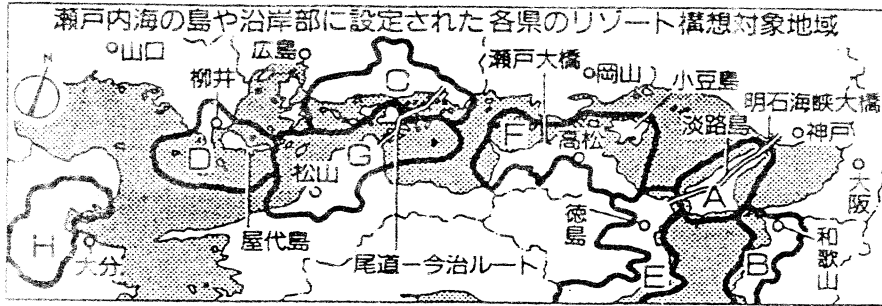 瀬戸内海の島や沿岸部に設定された各県のリゾート構想対象地域
山口
広島
柳井
瀬戸大橋
岡山
小豆島
明石海峡大橋
淡路島
神戸
大阪
C
D
G
F
高松
松山
A
H
大分
屋代島
尾道ー今治ルート
徳島
E
B
和歌山
N